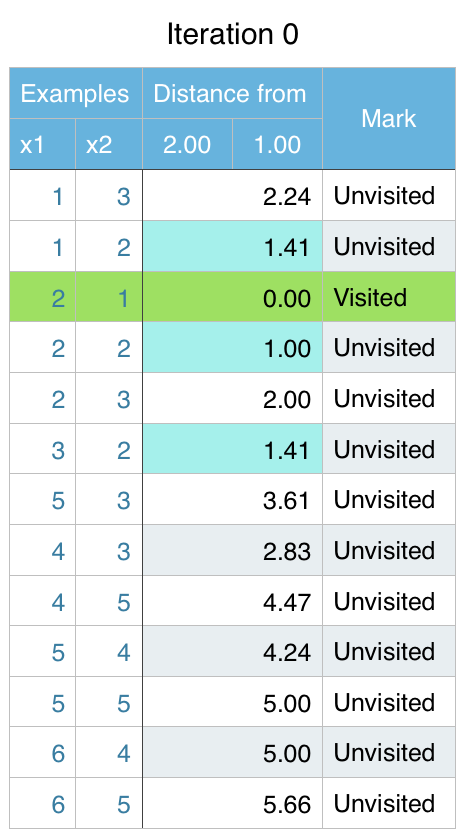 Iteration 0
Examples Distance from Mark
x1 x2 2.00 1.00
1 3 2.24 Unvisited
1 2 1.41 Unvisited
2 1 0.00 Visited
2 2 1.00 Unvisited
2 3 2.00 Unvisited
3 2 1.41 Unvisited
5 3 3.61 Unvisited
4 3 2.83 Unvisited
4 5 4.47 Unvisited
5 4 4.24 Unvisited
5 5 5.00 Unvisited
6 4 5.00 Unvisited
6 5 5.66 Unvisited